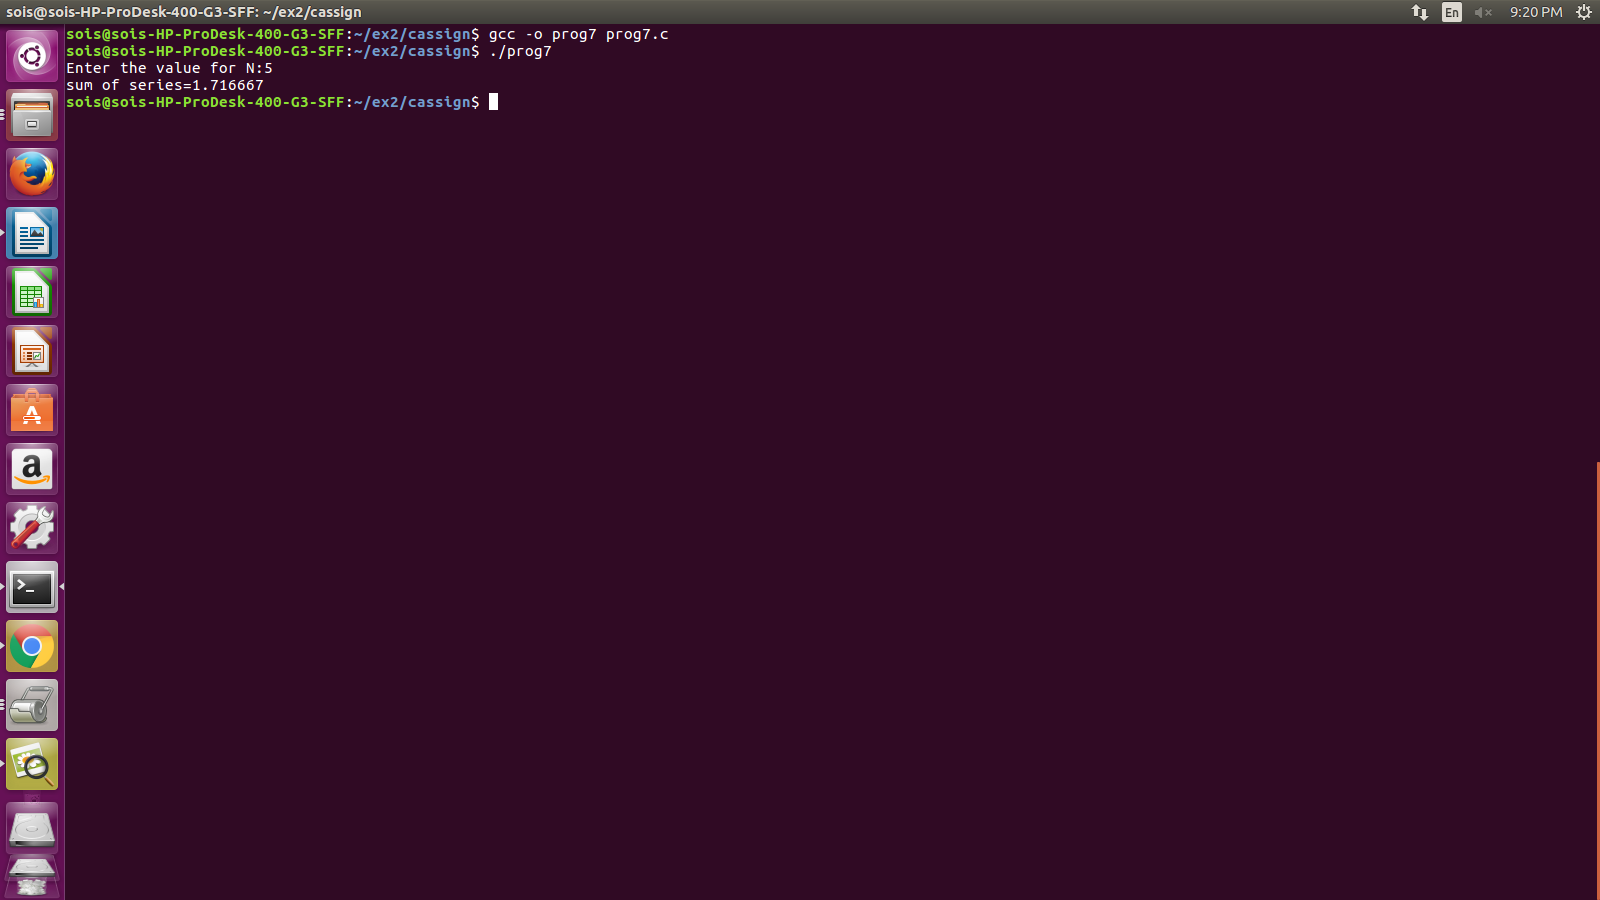 sois@sois-HP-ProDesk-400-G3-SFF: ~/ex2/cassign
En
9:20 PM
sois@sois-HP-ProDesk-400-G3-SFF:~/ex2/cassign$ gcc -o prog7 prog7.c
sois@sois-HP-ProDesk-400-G3-SFF:~/ex2/cassign$ ./prog7
Enter the value for N:5
sum of series=1.716667
sois@sois-HP-ProDesk-400-G3-SFF:~/ex2/cassign$